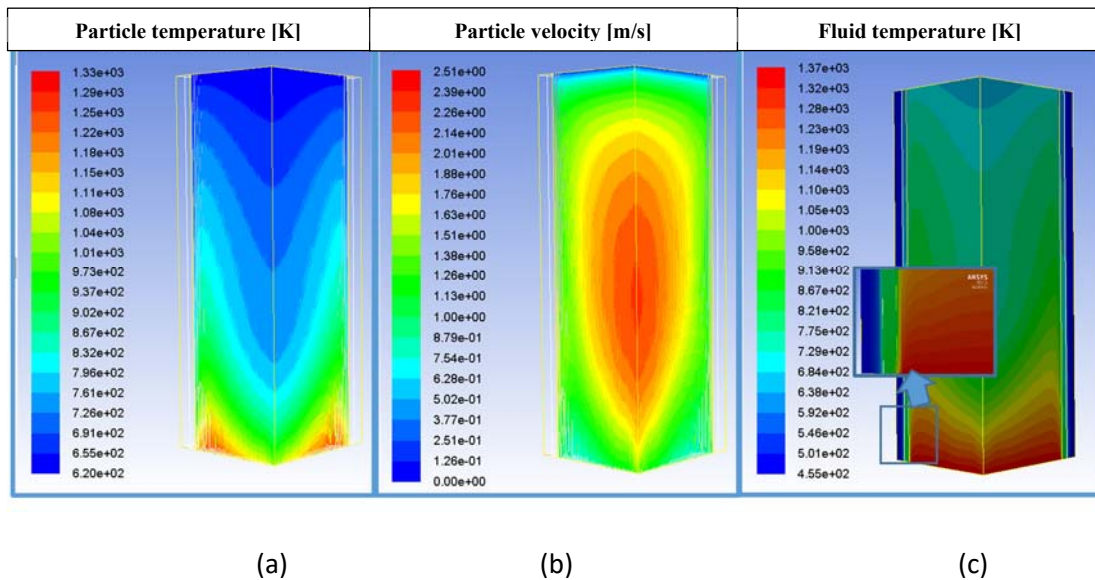 Particle temperature [K]
Particle velocity [m/s]
Fluid temperature [K]
1.33e+03
1.29e+03
1.25e+03
1.22e+03
1.18e+03
1.15e+03
1.11e+03
1.08e+03
1.04e+03
1.01e+03
9.73e+02
9.37e+02
9.02e+02
8.67e+02
8.32e+02
7.96e+02
7.61e+02
7.26e+02
6.91e+02
6.55e+02
6.20e+02
2.51e+00
2.39e+00
2.26e+00
2.14e+00
2.01e+00
1.88e+00
1.76e+00
1.63e+00
1.51e+00
1.38e+00
1.26e+00
1.13e+00
1.00e+00
8.79e-01
7.54e-01
6.28e-01
5.02e-01
3.77e-01
2.51e-01
1.26e-01
0.00e+00
1.37e+03
1.32e+03
1.28e+03
1.23e+03
1.19e+03
1.14e+03
1.10e+03
1.05e+03
1.00e+03
9.58e+02
9.13e+02
8.67e+02
8.21e+02
7.75e+02
7.29e+02
6.84e+02
6.38e+02
5.92e+02
5.46e+02
5.01e+02
4.55e+02
ANSYS
(a)
(b)
(c)